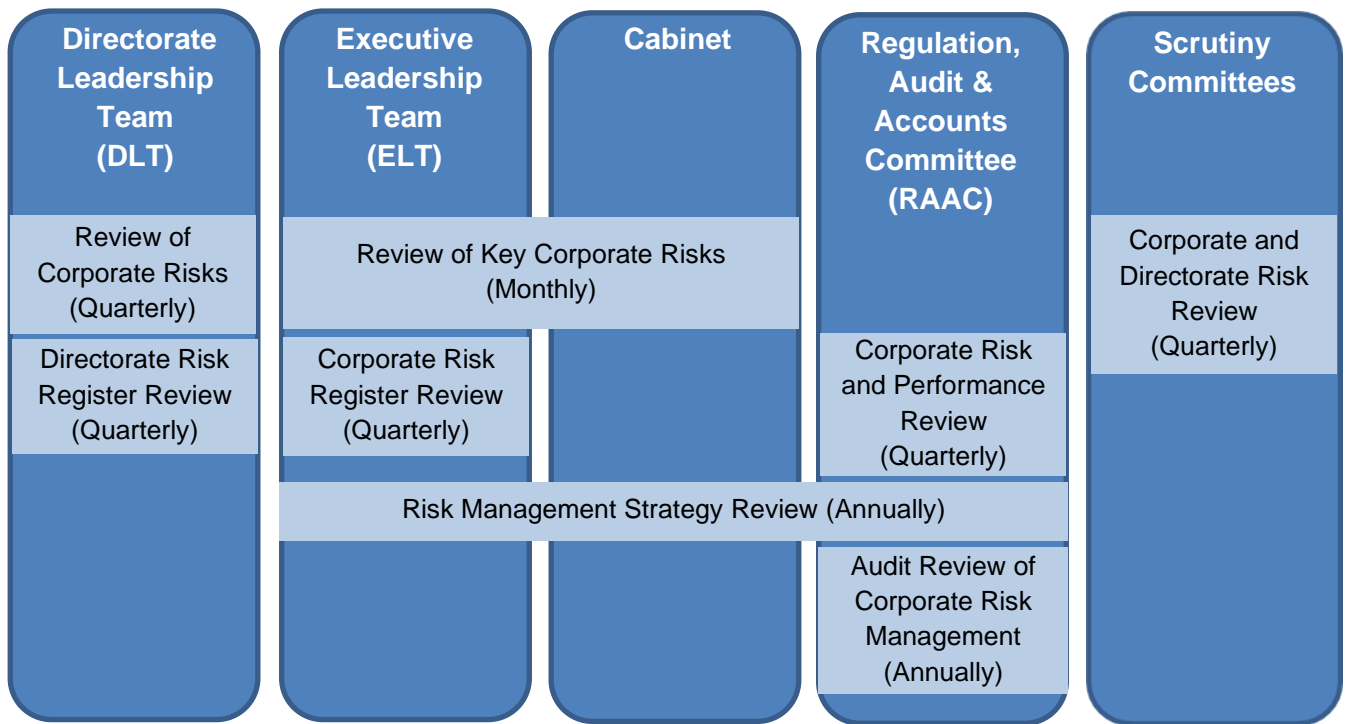 Directorate
Leadership
Team
(DLT)
Review of
Corporate Risks
(Quarterly)
Directorate Risk
Register Review
(Quarterly)
Executive
Leadership
Team
(ELT)
Cabinet
Review of Key Corporate Risks
(Monthly)
Corporate Risk
Register Review
(Quarterly)
Regulation,
Audit &
Accounts
Committee
(RAAC)
Corporate Risk
and Performance
Review
(Quarterly)
Risk Management Strategy Review (Annually)
Audit Review of
Corporate Risk
Management
(Annually)
Scrutiny
Committees
Corporate and
Directorate Risk
Review
(Quarterly)